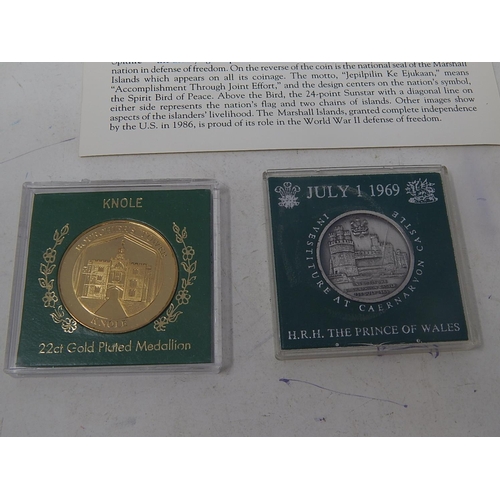 nation in defense of freedom. On the reverse of the coin is the national seal of the Marshall
Islands which appears on all its coinage. The motto, "Jepilpilin Ke Ejukaan," means
"Accomplishment Through Joint Effort," and the design centers on the nation's symbol,
the Spirit Bird of Peace. Above the Bird, the 24-point Sunstar with a diagonal line on
either side represents the nation's flag and two chains of islands. Other images show
aspects of the islanders' livelihood. The Marshall Islands, granted complete independence
by the U.S. in 1986, is proud of its role in the World War II defense of freedom.
KNOLE
KNOLE
22ct Gold Plated Medallion
JULY 1 1969
INVESTITURE AT CAERNARVON CASTLE
H.R.H. THE PRINCE OF WALES